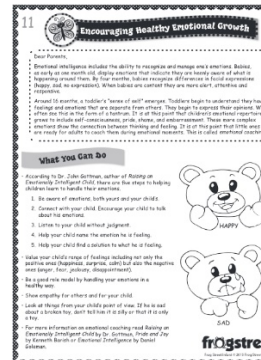 11
Encouraging Healthy Emotional Growth
Dear Parents,
Emotional intelligence includes the ability to recognize and manage one's emotions. Babies,
as early as one month old, display emotions that indicate they are keenly aware of what is
happening around them. By four months, babies recognize differences in facial expressions
(happy, sad, no expression). When babies are born they are alert, attentive and
responsive.
Around 18 months, a toddler's "sense of self" emerges. Toddlers begin to understand they ha
feelings and emotions that are separate from others. They begin to express their opinions. W
often see this in the form of a tantrum. It is at this point that children's emotional repertoire
grows to include self-consciousness, pride, shame, and embarrassment. These more complex
emotions show the connection between thinking and feeling. It is at this point that little ones
are ready for adults to coach them during emotional moments. This is called emotional coachin
What You Can Do
· According to Dr. John Gottman, author of Raising an
Emotionally Intelligent Child, there are five steps to helping
children learn to handle their emotions.
1. Be aware of emotions, both yours and your child's.
2. Connect with your child. Encourage your child to talk
about his emotions.
3. Listen to your child without judgment.
4. Help your child name the emotion he is feeling.
5. Help your child find a solution to what he is feeling.
· Value your child's range of feelings including not only the
positive ones (happiness, surprise, calm) but also the negative
ones (anger, fear, jealousy, disappointment).
· Be a good role model by handling your emotions in a
healthy way.
· Show empathy for others and for your child.
· Look at things from your child's point of view. If he is sad
about a broken toy, don't tell him it is silly or that it is only
a toy.
· For more information on emotional coaching read Raising an
Emotionally Intelligent Child by Dr. Gottman, Pride and Joy
by Kenneth Barish or Emotional Intelligence by Daniel
Goleman.
HAPPY
SAD
frogstre